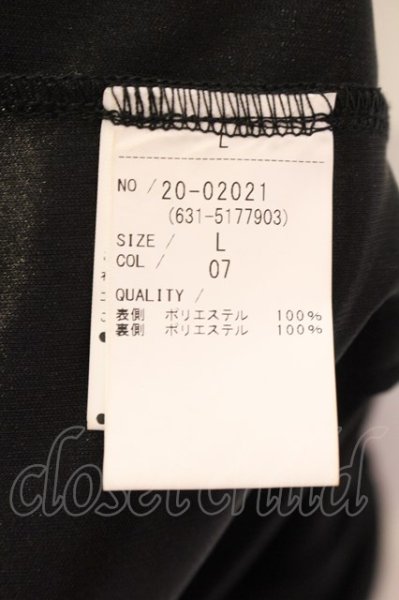 L
NO / 20-02021
(631-5177903)
SIZE / L
COL / 07
QUALITY /
表側 ポリエステル 100%
裏側 ポリエステル 100%
closet child